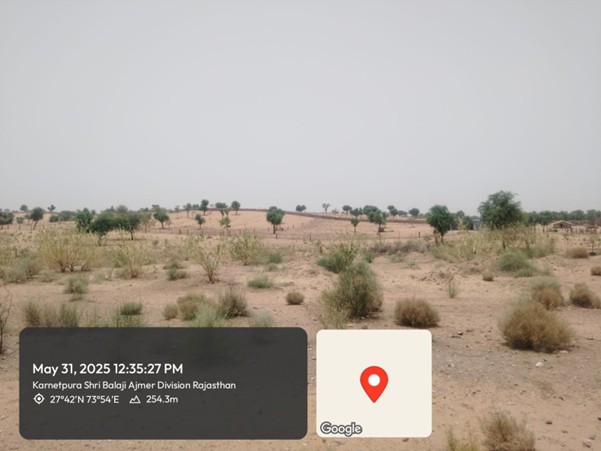 May 31, 2025 12:35:27 PM
Karnetpura Shri Balaji Ajmer Division Rajasthan
27°42'N 73°54'E 254.3m
Google